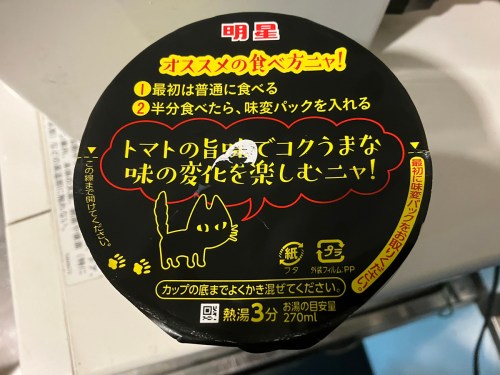 明星
オススメの食べ方ニャ!
①最初は普通に食べる
②半分食べたら、味変パックを入れる
トマトの旨味でコクうまな
味の変化を楽しむニャ!
この線まで開けてください。
最初に味変パックをお取りください。
紙
フタ
プラ
外装フィルム:PP
カップの底までよくかき混ぜてください。
熱湯3分
お湯の目安量
270ml